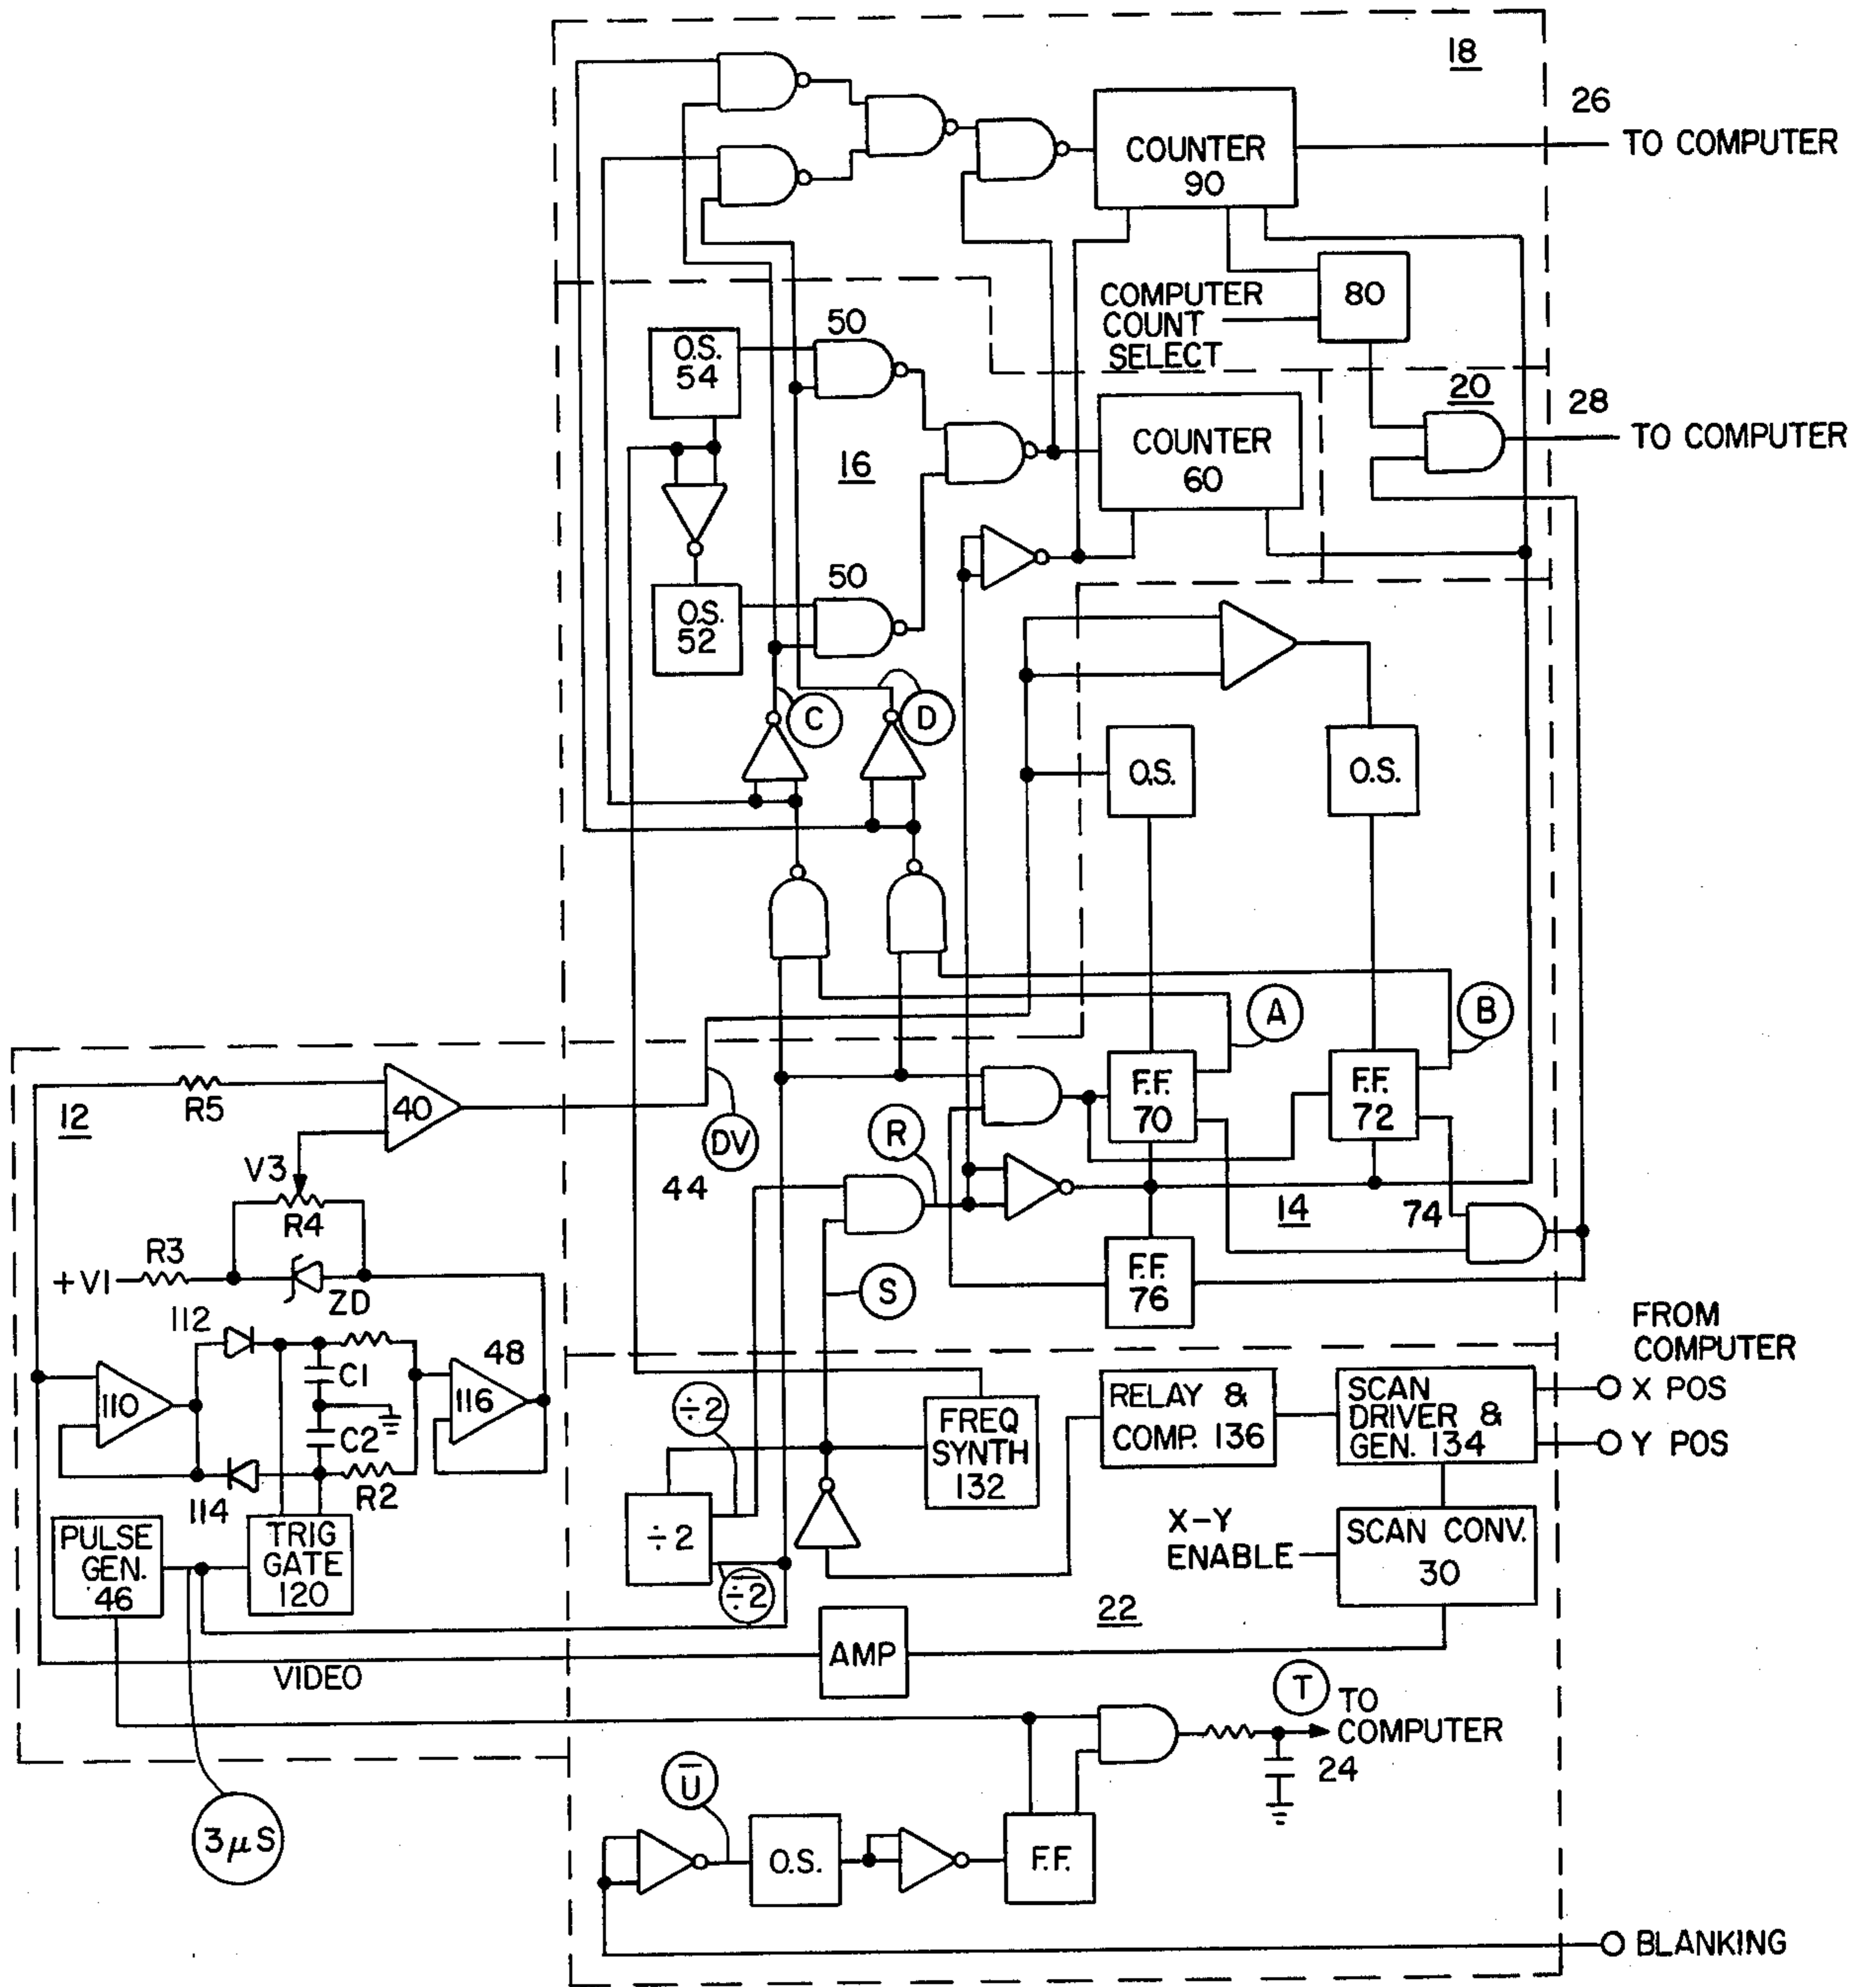 18
26
TO COMPUTER
COUNTER
90
COMPUTER
COUNT
SELECT
80
50
O.S.
54
20
28
TO COMPUTER
COUNTER
60
16
50
O.S.
52
C
D
O.S.
O.S.
A
B
12
R5
40
DV
R
F.F.
70
F.F.
72
V3
44
R4
14
74
R3
+VI
ZD
S
F.F.
76
112
48
C1
110
116
C2
114
R2
÷2
FREQ
SYNTH
132
RELAY &
COMP. 136
SCAN
DRIVER &
GEN. 134
FROM
COMPUTER
X POS
Y POS
PULSE
GEN.
46
TRIG
GATE
120
÷2
÷2
X-Y
ENABLE
SCAN CONV.
30
22
AMP
VIDEO
T
TO
COMPUTER
24
3μS
U
O.S.
F.F.
BLANKING